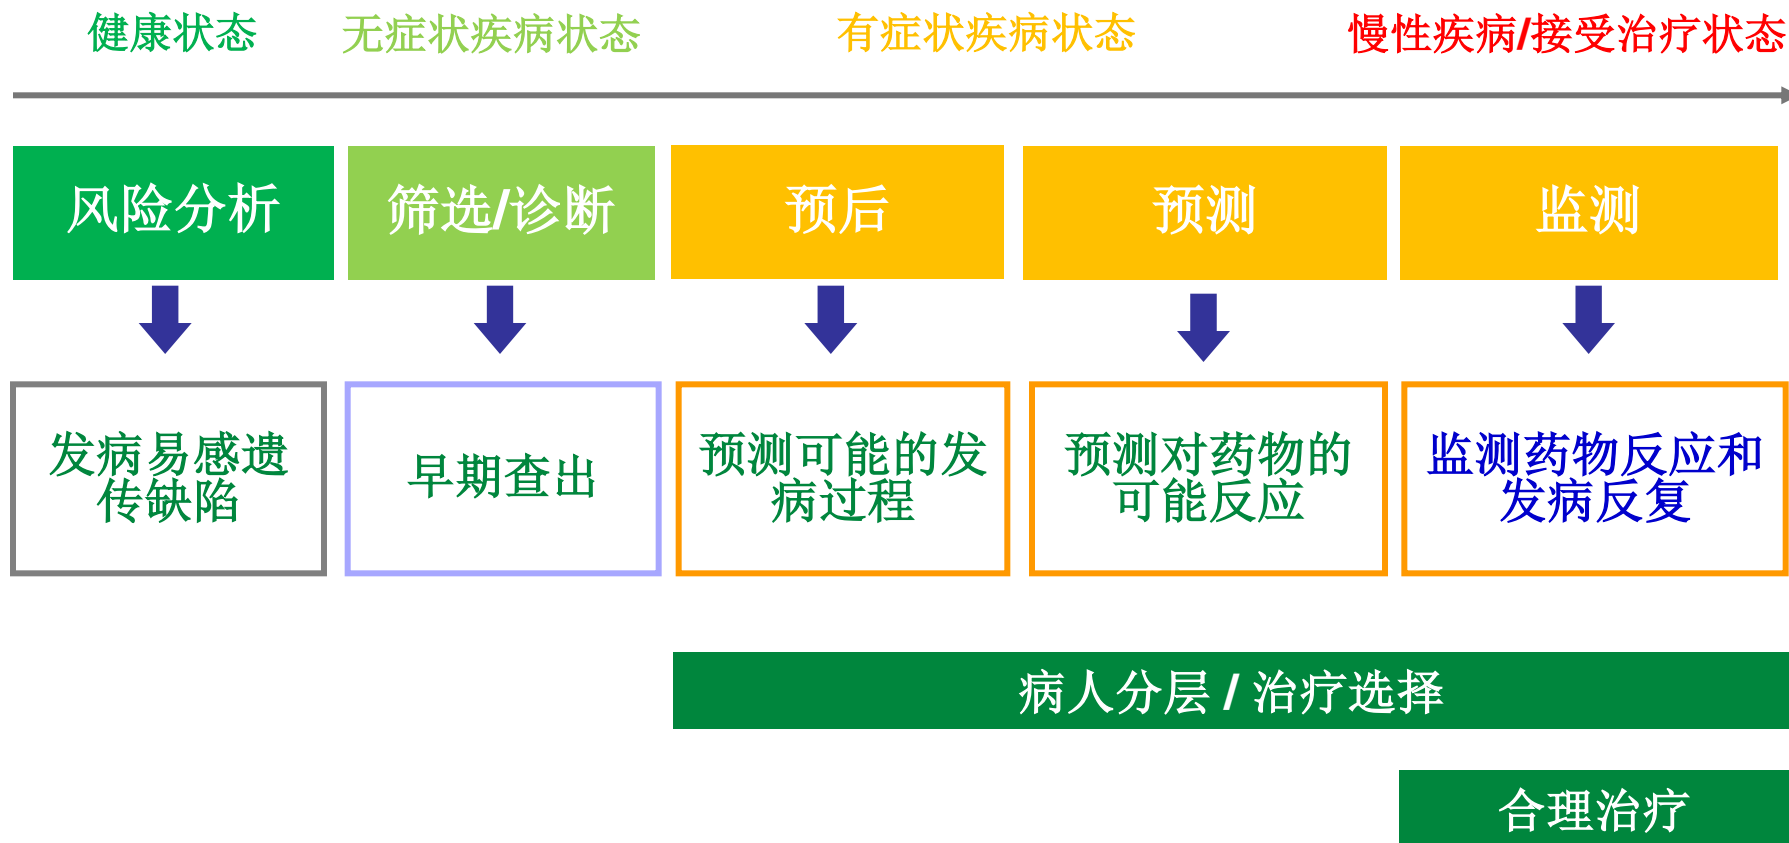 健康状态
无症状疾病状态
有症状疾病状态
慢性疾病/接受治疗状态
风险分析
筛选/诊断
预后
预测
监测
发病易感遗
传缺陷
早期查出
预测可能的发
病过程
预测对药物的
可能反应
监测药物反应和
发病反复
病人分层 / 治疗选择
合理治疗